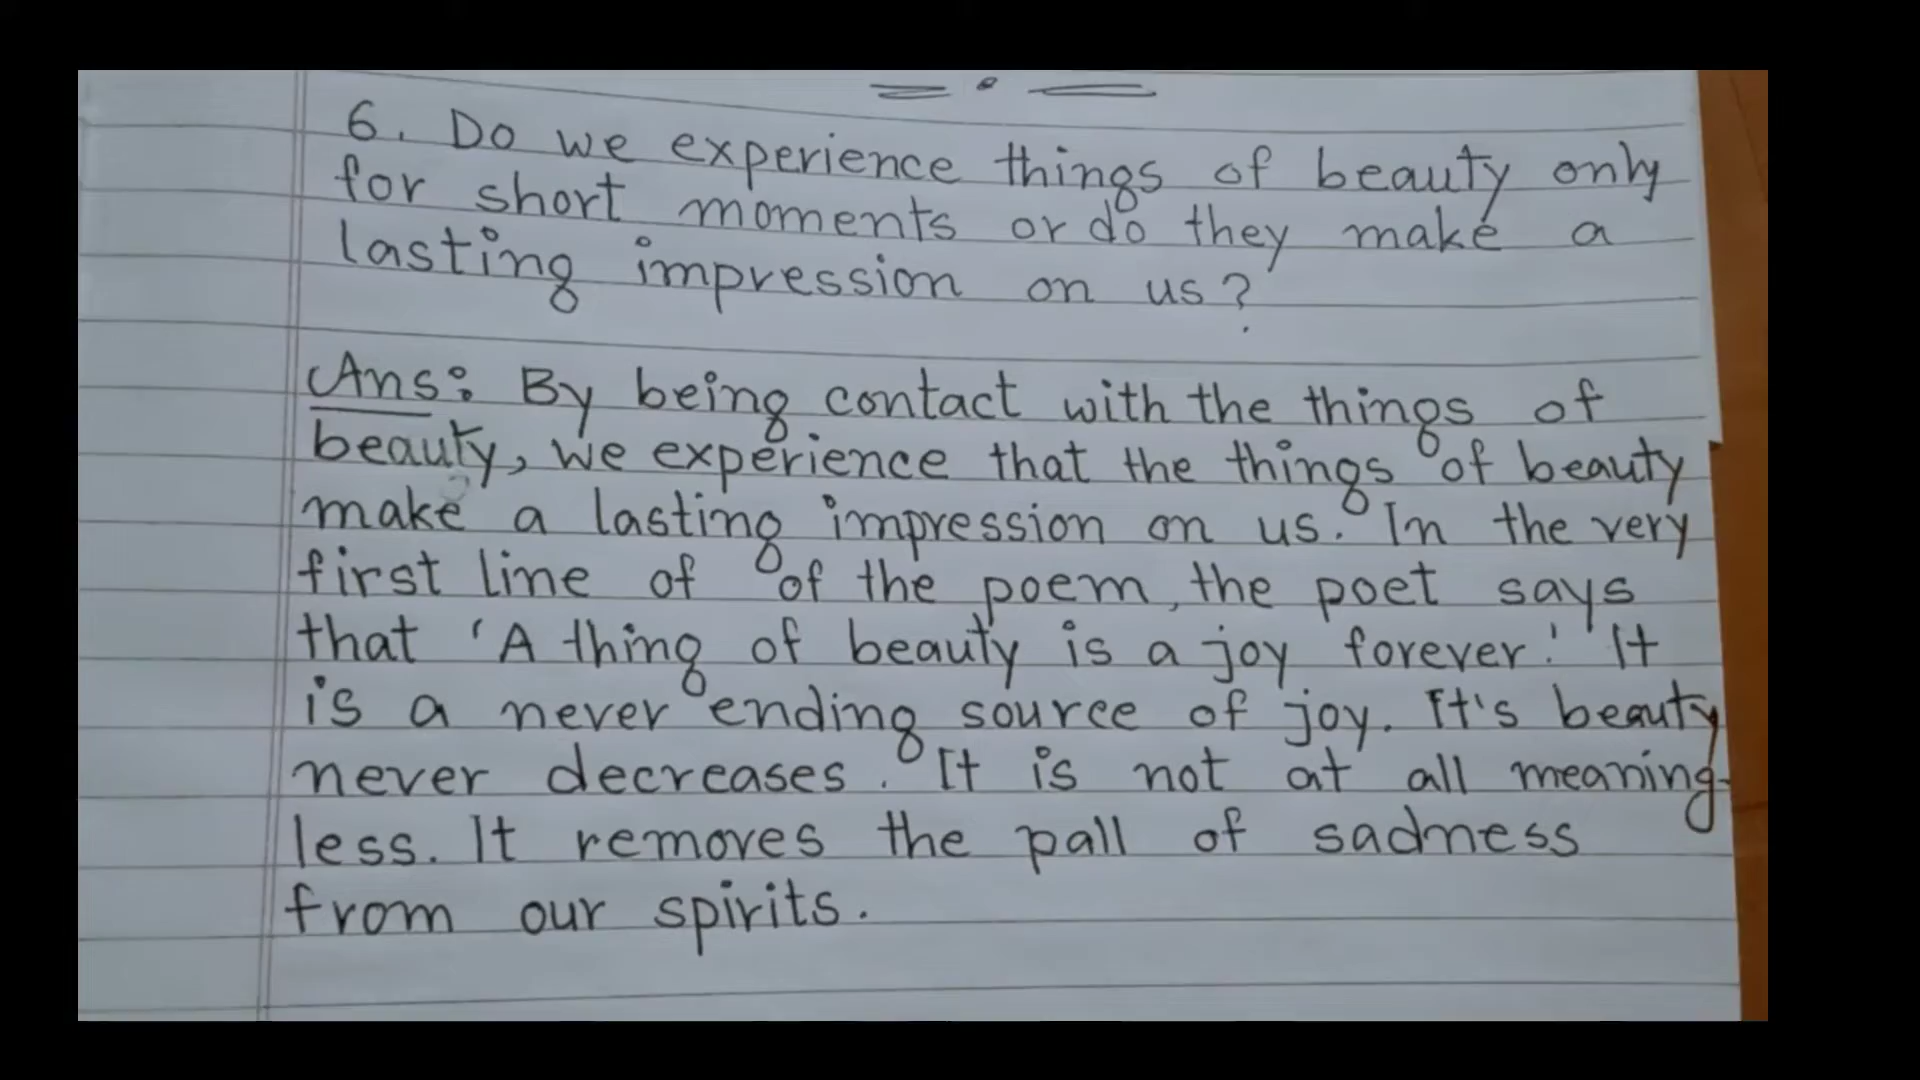 6. Do we experience things of beauty only
for short moments or do they make a
lasting impression on us?
Ans: By being contact with the things of
beauty, we experience that the things of beauty
make a lasting impression on us. In the very
first line of of the poem, the poet says
that 'A thing of beauty is a joy forever.' It
is a never ending source of joy. It's beauty
never decreases. It is not at all meaning-
less. It removes the pall of sadness
from our spirits.